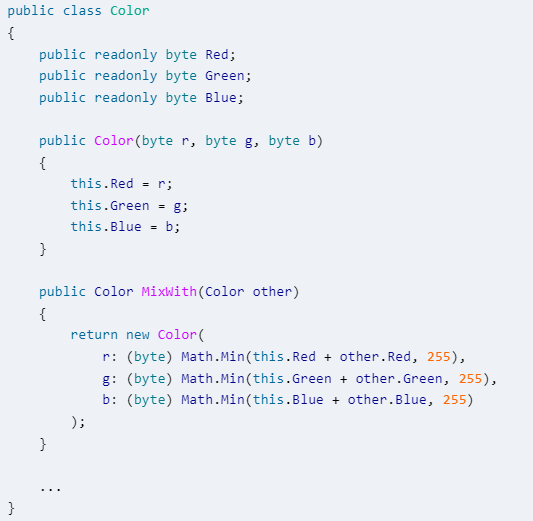 public class Color
{
    public readonly byte Red;
    public readonly byte Green;
    public readonly byte Blue;

    public Color(byte r, byte g, byte b)
    {
        this.Red = r;
        this.Green = g;
        this.Blue = b;
    }

    public Color MixWith(Color other)
    {
        return new Color(
            r: (byte) Math.Min(this.Red + other.Red, 255),
            g: (byte) Math.Min(this.Green + other.Green, 255),
            b: (byte) Math.Min(this.Blue + other.Blue, 255)
        );
    }

    ...
}